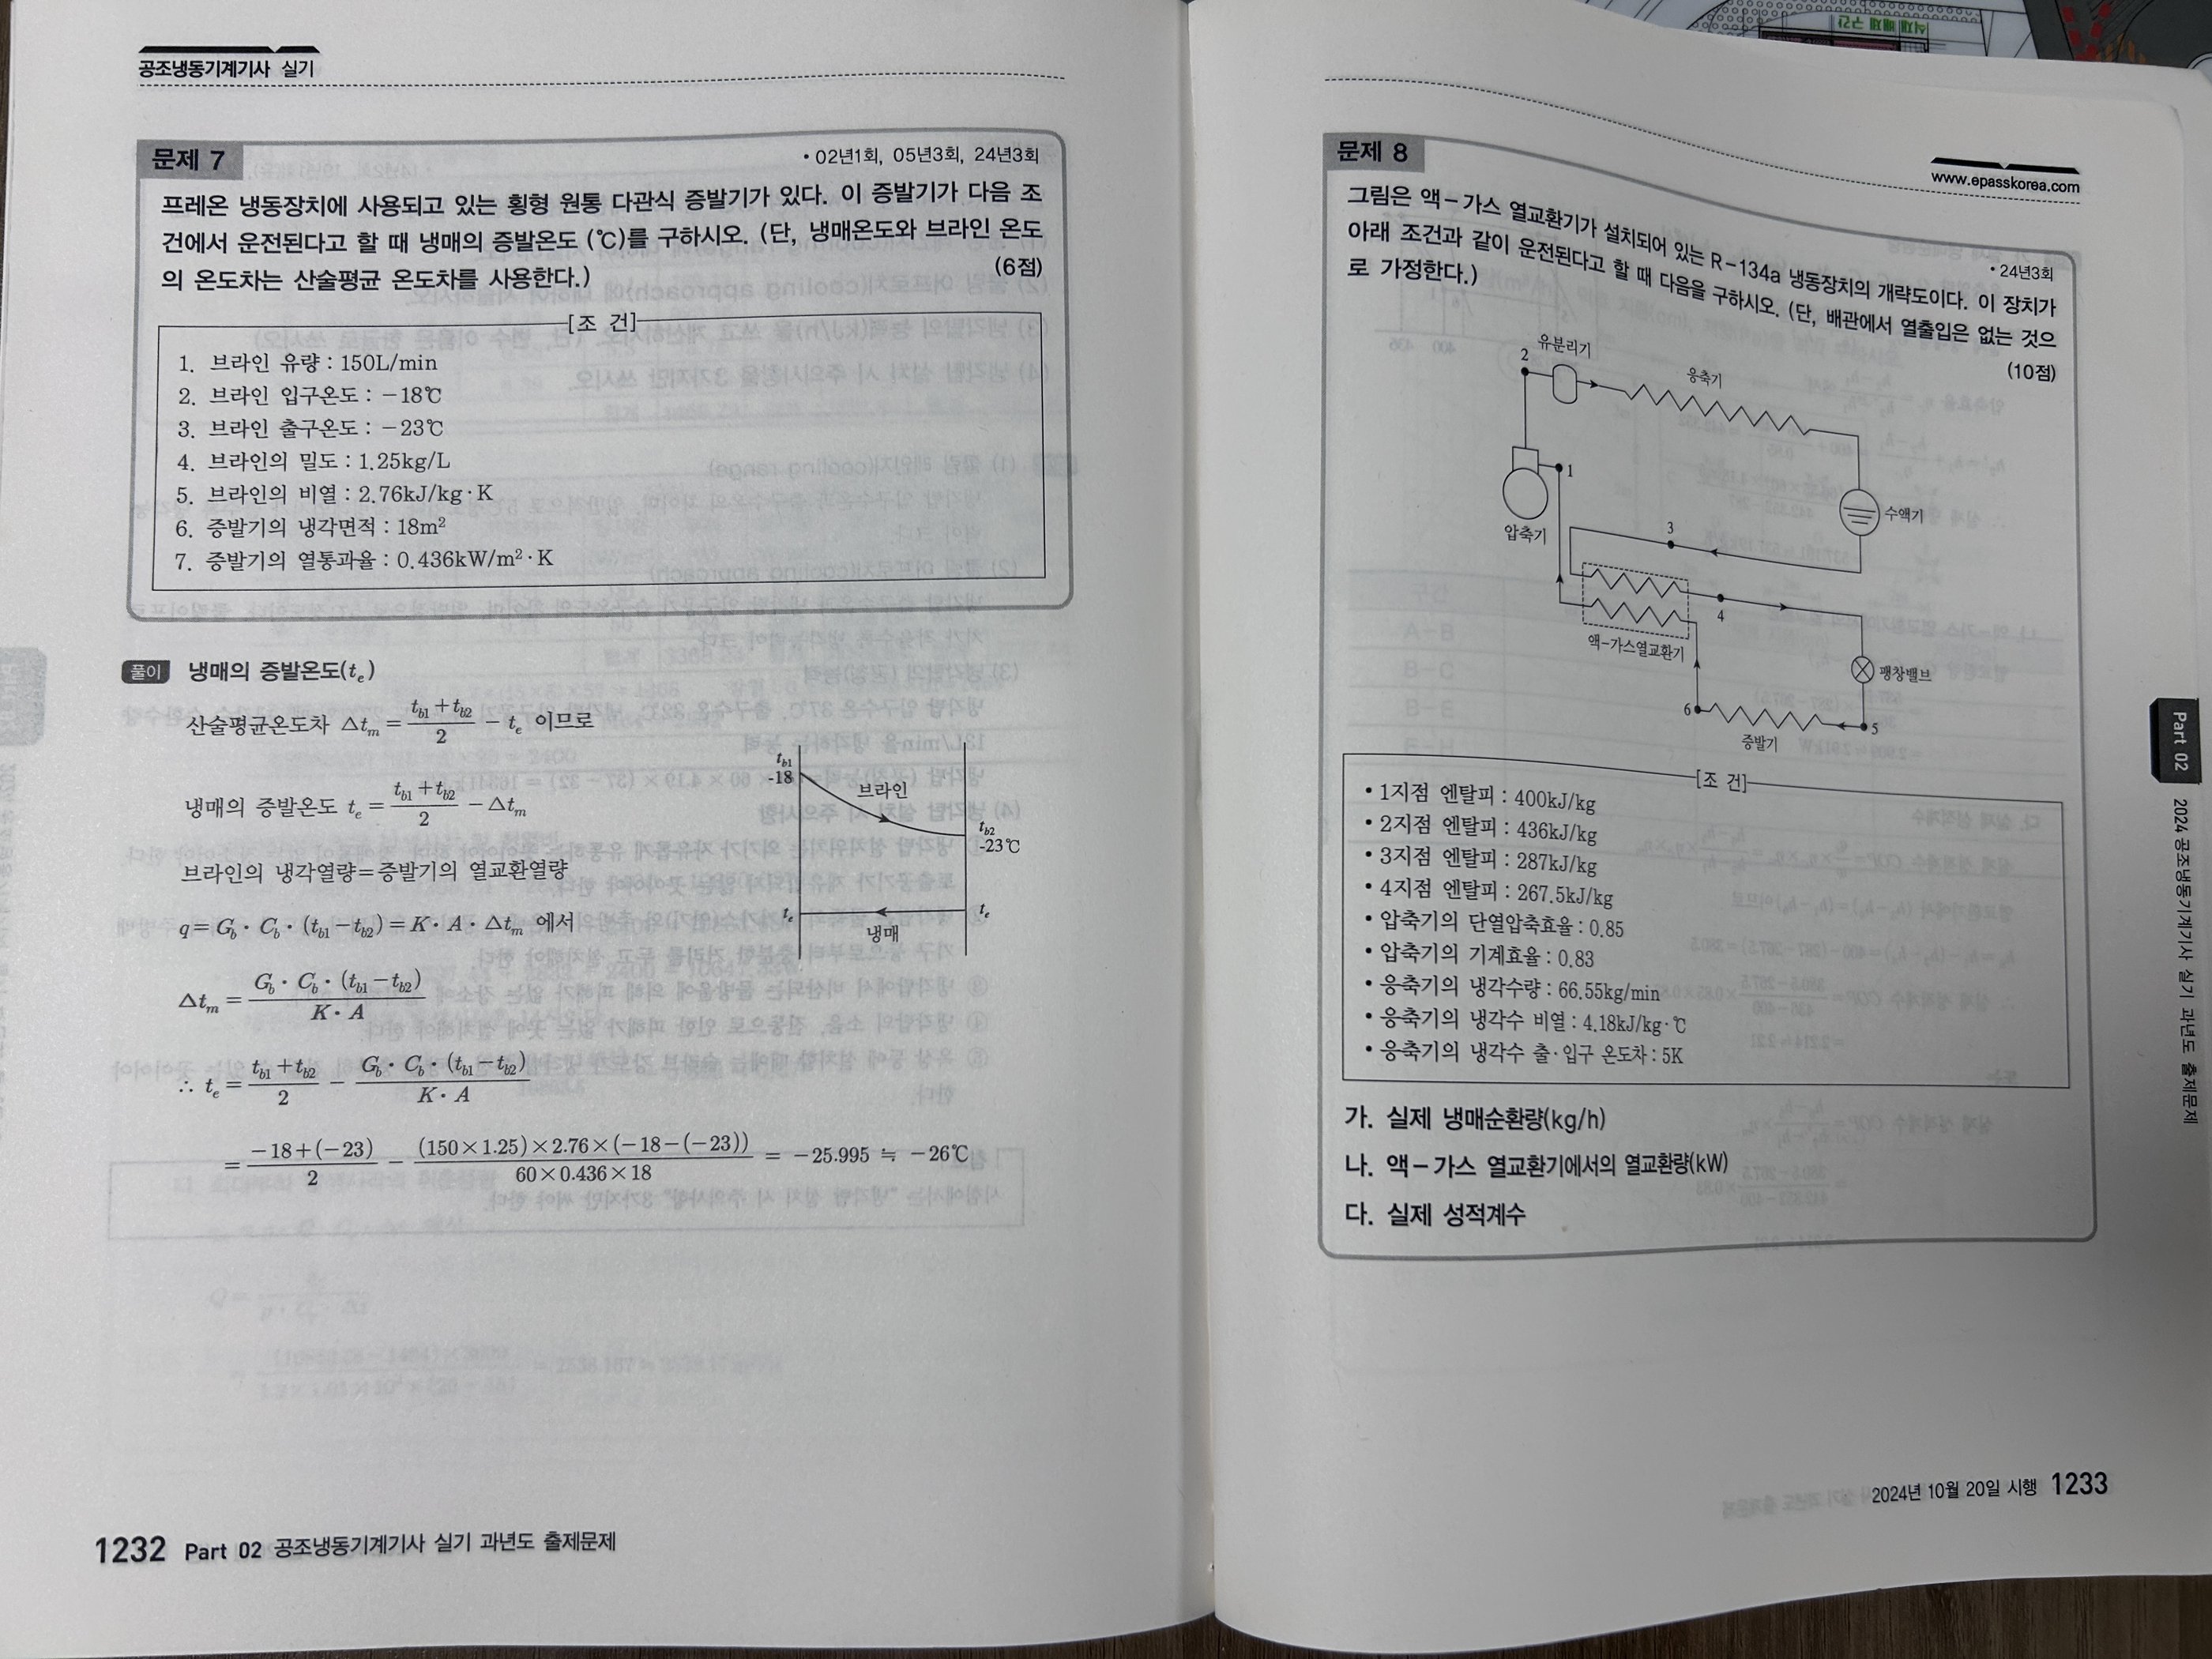 공조냉동기계기사 실기
문제 7
• 02년1회, 05년3회, 24년3회
프레온 냉동장치에 사용되고 있는 횡형 원통 다관식 증발기가 있다. 이 증발기가 다음 조
건에서 운전된다고 할 때 냉매의 증발온도(℃)를 구하시오. (단, 냉매온도와 브라인 온도
의 온도차는 산술평균 온도차를 사용한다.) (6점)
[조 건]
1. 브라인 유량 : 150L/min
2. 브라인 입구온도 : -18℃
3. 브라인 출구온도 : -23℃
4. 브라인의 밀도 : 1.25kg/L
5. 브라인의 비열 : 2.76kJ/kg·K
6. 증발기의 냉각면적 : 18m²
7. 증발기의 열통과율 : 0.436kW/m²·K
풀이 냉매의 증발온도(t_e)
산술평균온도차 Δt_m = (t_b1 + t_b2)/2 - t_e 이므로
냉매의 증발온도 t_e = (t_b1 + t_b2)/2 - Δt_m
브라인의 냉각열량=증발기의 열교환열량
q = G_b · C_b · (t_b1 - t_b2) = K · A · Δt_m 에서
Δt_m = G_b · C_b · (t_b1 - t_b2) / K · A
∴ t_e = (t_b1 + t_b2)/2 - G_b · C_b · (t_b1 - t_b2) / K · A
= -18+(-23) / 2 - (150×1.25)×2.76×(-18-(-23)) / 60×0.436×18 = -25.995 ≒ -26℃
t_b1
-18
브라인
t_b2
-23℃
t_e
t_e
냉매
1232 Part 02 공조냉동기계기사 실기 과년도 출제문제
www.epasskorea.com
문제 8
• 24년3회
그림은 액-가스 열교환기가 설치되어 있는 R-134a 냉동장치의 개략도이다. 이 장치가
아래 조건과 같이 운전된다고 할 때 다음을 구하시오. (단, 배관에서 열출입은 없는 것으
로 가정한다.) (10점)
2
유분리기
응축기
1
압축기
수액기
3
4
액-가스열교환기
팽창밸브
6
5
증발기
[조 건]
• 1지점 엔탈피 : 400kJ/kg
• 2지점 엔탈피 : 436kJ/kg
• 3지점 엔탈피 : 287kJ/kg
• 4지점 엔탈피 : 267.5kJ/kg
• 압축기의 단열압축효율 : 0.85
• 압축기의 기계효율 : 0.83
• 응축기의 냉각수량 : 66.55kg/min
• 응축기의 냉각수 비열 : 4.18kJ/kg·℃
• 응축기의 냉각수 출·입구 온도차 : 5K
가. 실제 냉매순환량(kg/h)
나. 액-가스 열교환기에서의 열교환량(kW)
다. 실제 성적계수
Part 02
2024 공조냉동기계기사 실기 과년도 출제문제
2024년 10월 20일 시행 1233